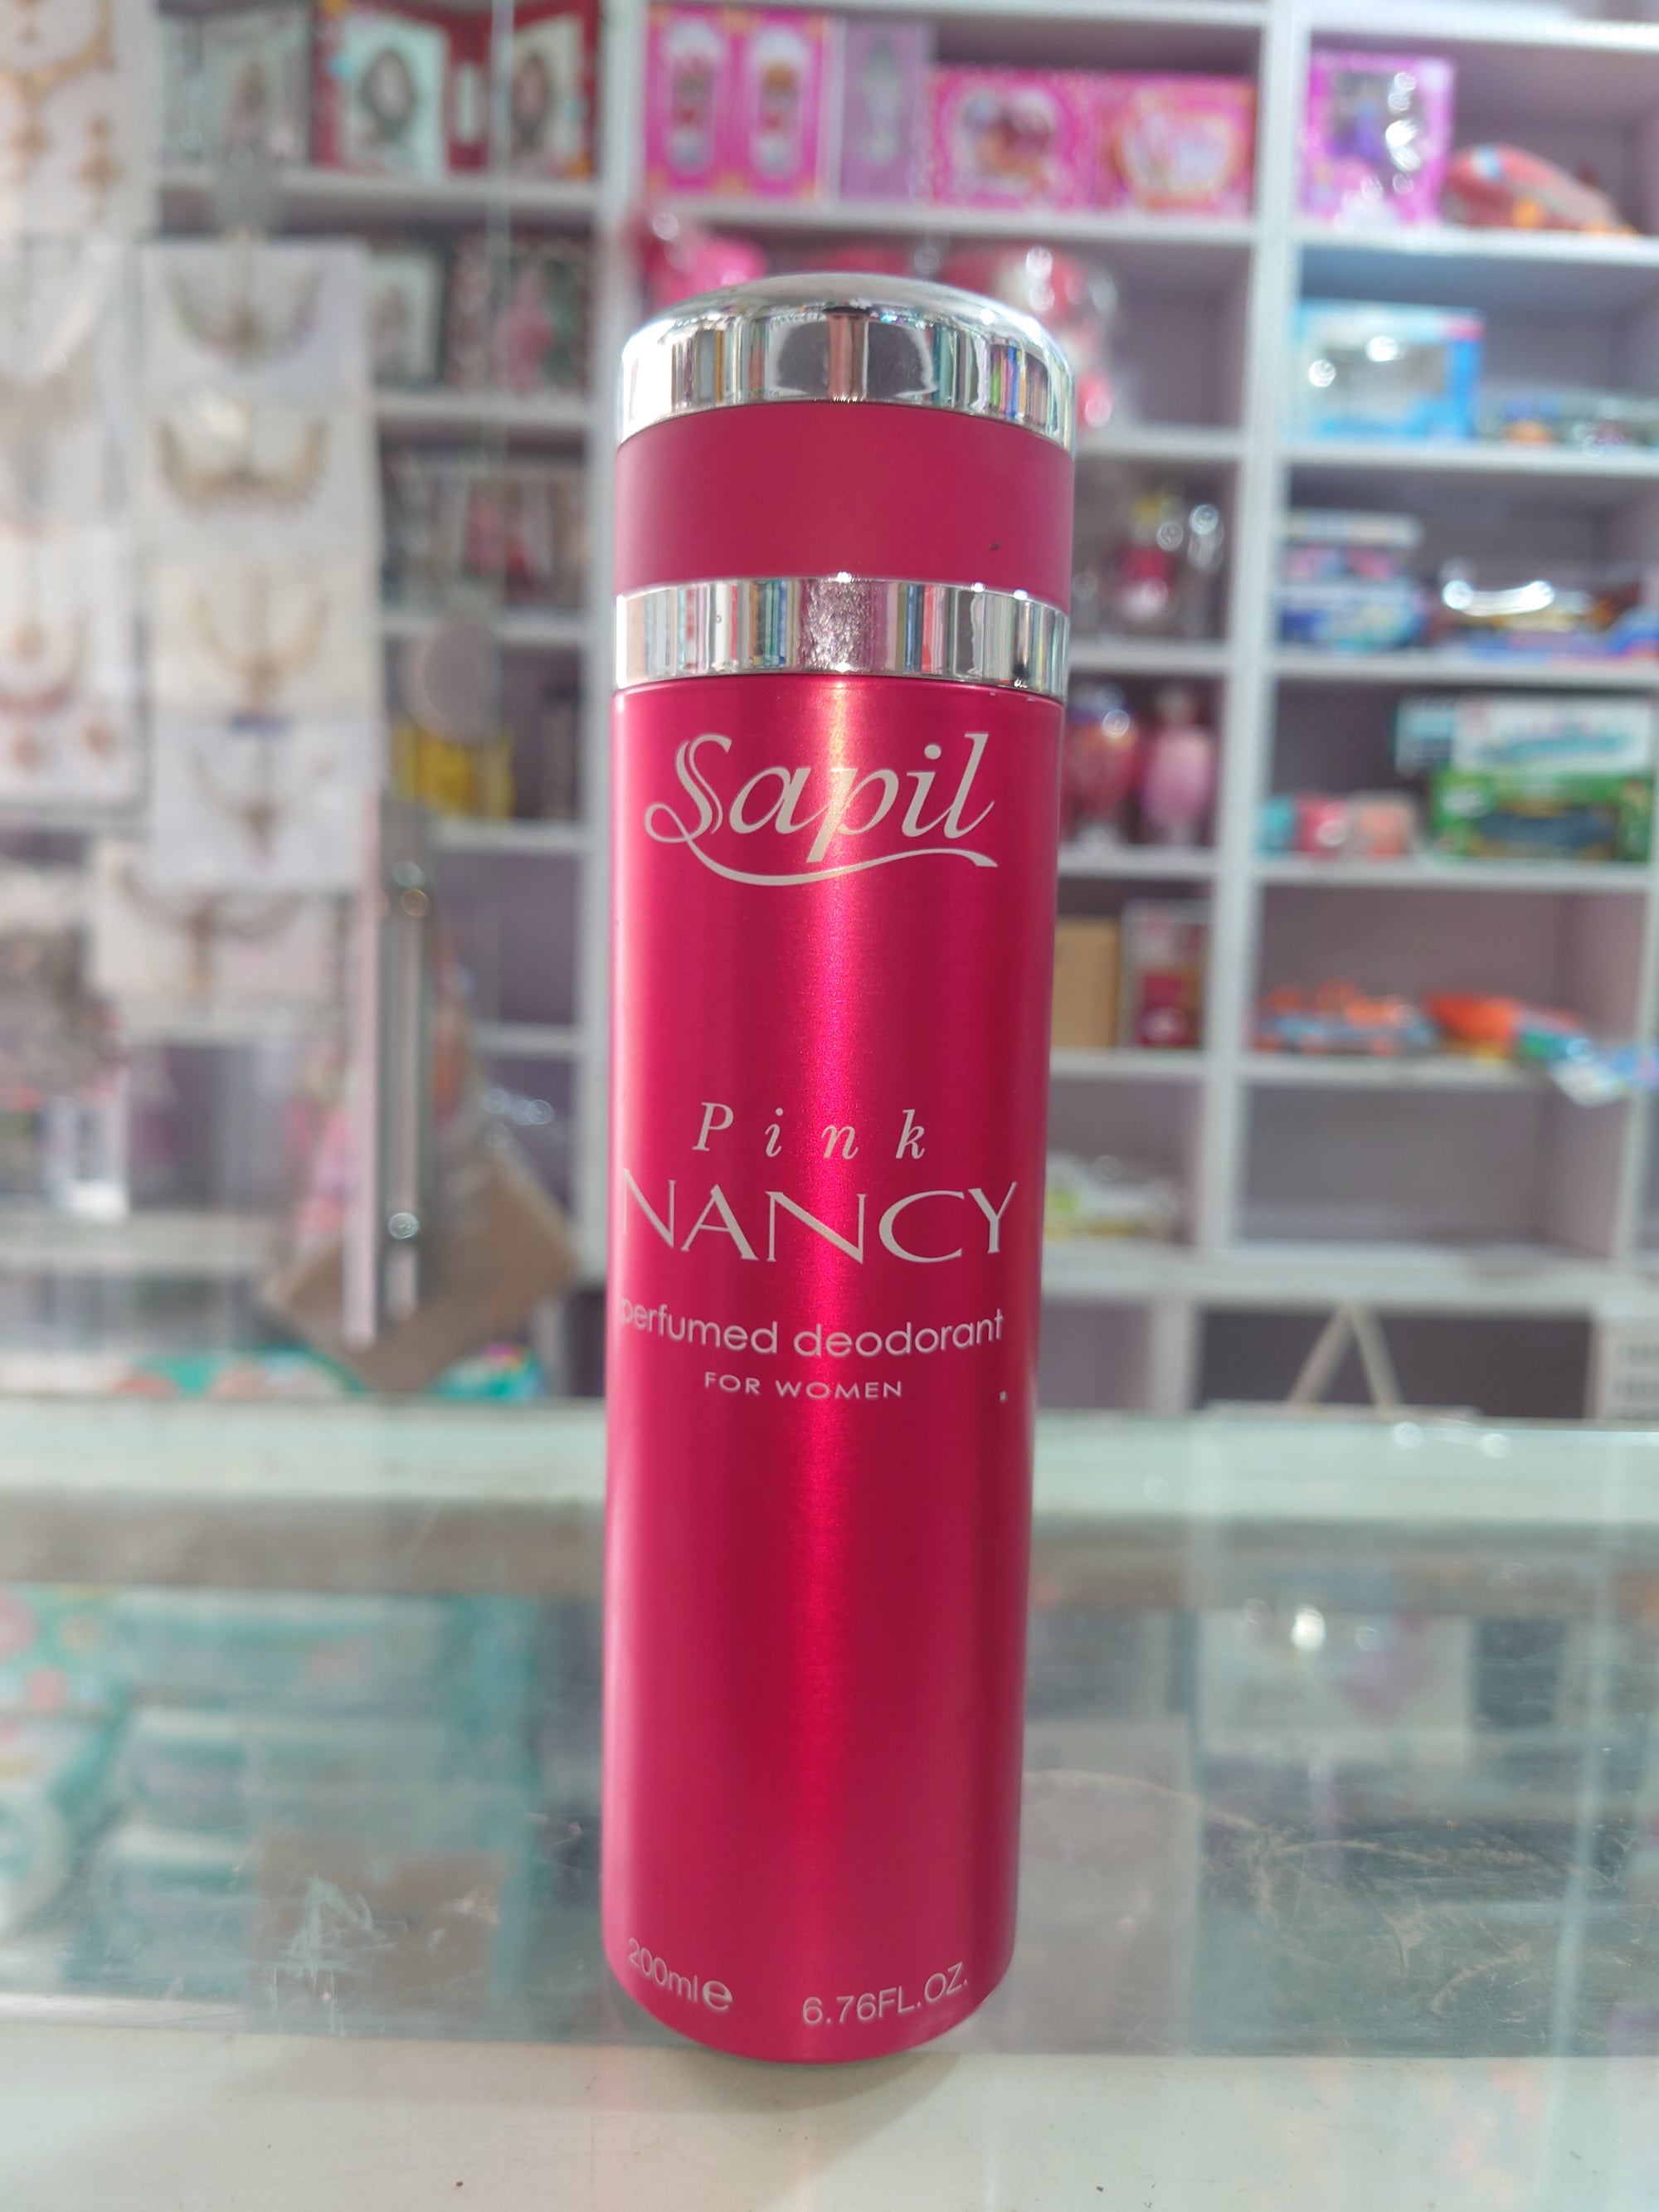 Sapil
Pink
NANCY
perfumed deodorant
FOR WOMEN
200ml℮
6.76FL.OZ.